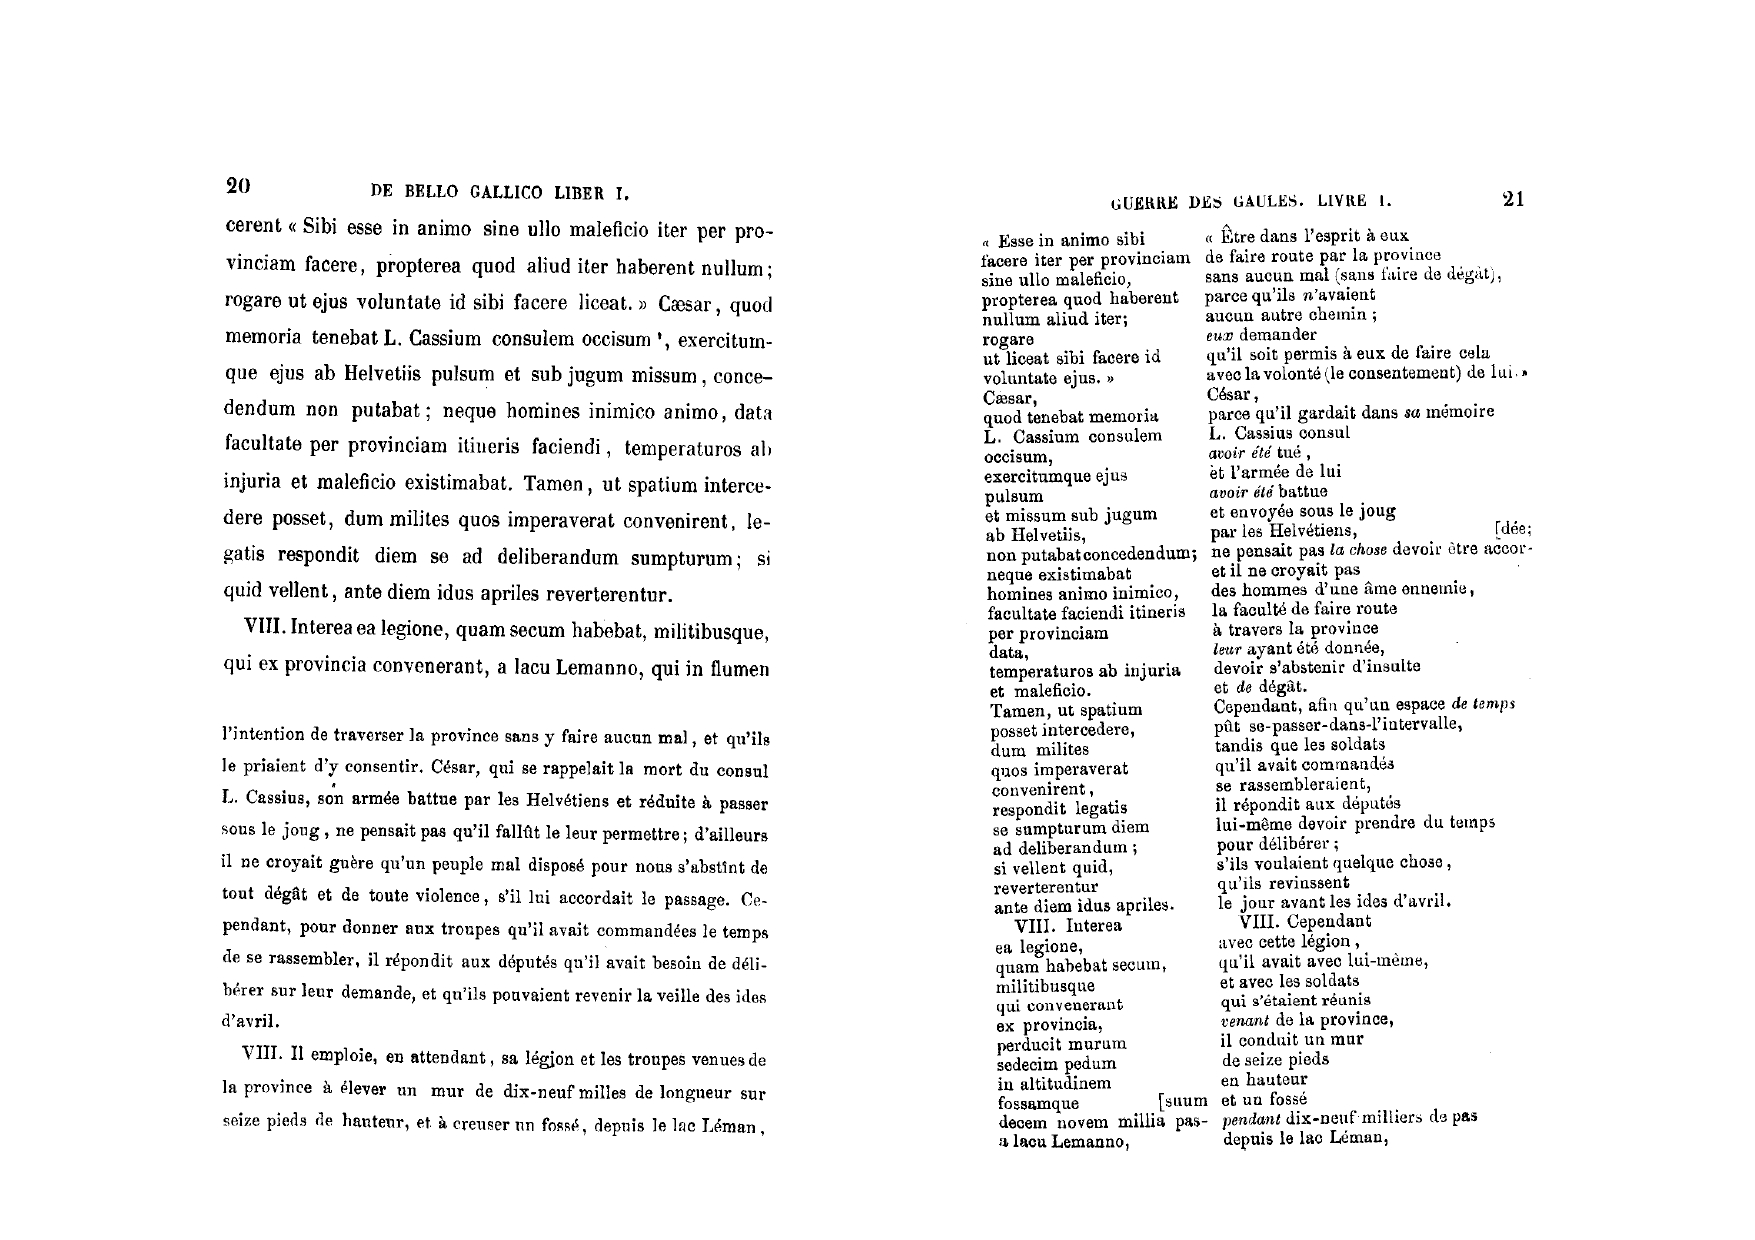 20
DE BELLO GALLICO LIBER I.
cerent « Sibi esse in animo sine ullo maleficio iter per pro-
vinciam facere, propterea quod aliud iter haberent nullum;
rogare ut ejus voluntate id sibi facere liceat. » Cæsar, quod
memoria tenebat L. Cassium consulem occisum ', exercitum-
que ejus ab Helvetiis pulsum et sub jugum missum, conce-
dendum non putabat; neque homines inimico animo, data
facultate per provinciam itineris faciendi, temperaturos ab
injuria et maleficio existimabat. Tamen, ut spatium interce-
dere posset, dum milites quos imperaverat convenirent, le-
gatis respondit diem se ad deliberandum sumpturum; si
quid vellent, ante diem idus apriles reverterentur.
VIII. Interea ea legione, quam secum habebat, militibusque,
qui ex provincia convenerant, a lacu Lemanno, qui in flumen
l'intention de traverser la province sans y faire aucun mal, et qu'ils
le priaient d'y consentir. César, qui se rappelait la mort du consul
L. Cassius, son armée battue par les Helvétiens et réduite à passer
sous le joug, ne pensait pas qu'il fallût le leur permettre; d'ailleurs
il ne croyait guère qu'un peuple mal disposé pour nous s'abstînt de
tout dégât et de toute violence, s'il lui accordait le passage. Ce-
pendant, pour donner aux troupes qu'il avait commandées le temps
de se rassembler, il répondit aux députés qu'il avait besoin de déli-
bérer sur leur demande, et qu'ils pouvaient revenir la veille des ides
d'avril.
VIII. Il emploie, en attendant, sa légion et les troupes venues de
la province à élever un mur de dix-neuf milles de longueur sur
seize pieds de hauteur, et à creuser un fossé, depuis le lac Léman,
GUERRE DES GAULES. LIVRE I.
21
« Esse in animo sibi
facere iter per provinciam
sine ullo maleficio,
propterea quod haberent
nullum aliud iter;
rogare
ut liceat sibi facere id
voluntate ejus. »
Cæsar,
quod tenebat memoria
L. Cassium consulem
occisum,
exercitumque ejus
pulsum
et missum sub jugum
ab Helvetiis,
non putabat concedendum;
neque existimabat
homines animo inimico,
facultate faciendi itineris
per provinciam
data,
temperaturos ab injuria
et maleficio.
Tamen, ut spatium
posset intercedere,
dum milites
quos imperaverat
convenirent,
respondit legatis
se sumpturum diem
ad deliberandum;
si vellent quid,
reverterentur
ante diem idus apriles.
VIII. Interea
ea legione,
quam habebat secum,
militibusque
qui convenerant
ex provincia,
perducit murum
sedecim pedum
in altitudinem
fossamque [suum
decem novem millia pas-
a lacu Lemanno,
« Être dans l'esprit à eux
de faire route par la province
sans aucun mal (sans faire de dégât),
parce qu'ils n'avaient
aucun autre chemin;
eux demander
qu'il soit permis à eux de faire cela
avec la volonté (le consentement) de lui. »
César,
parce qu'il gardait dans sa mémoire
L. Cassius consul
avoir été tué,
èt l'armée de lui
avoir été battue
et envoyée sous le joug
par les Helvétiens, [dée;
ne pensait pas la chose devoir être accor-
et il ne croyait pas
des hommes d'une âme ennemie,
la faculté de faire route
à travers la province
leur ayant été donnée,
devoir s'abstenir d'insulte
et de dégât.
Cependant, afin qu'un espace de temps
pût se-passer-dans-l'intervalle,
tandis que les soldats
qu'il avait commandés
se rassembleraient,
il répondit aux députés
lui-même devoir prendre du temps
pour délibérer;
s'ils voulaient quelque chose,
qu'ils revinssent
le jour avant les ides d'avril.
VIII. Cependant
avec cette légion,
qu'il avait avec lui-même,
et avec les soldats
qui s'étaient réunis
venant de la province,
il conduit un mur
de seize pieds
en hauteur
et un fossé
pendant dix-neuf milliers de pas
depuis le lac Léman,